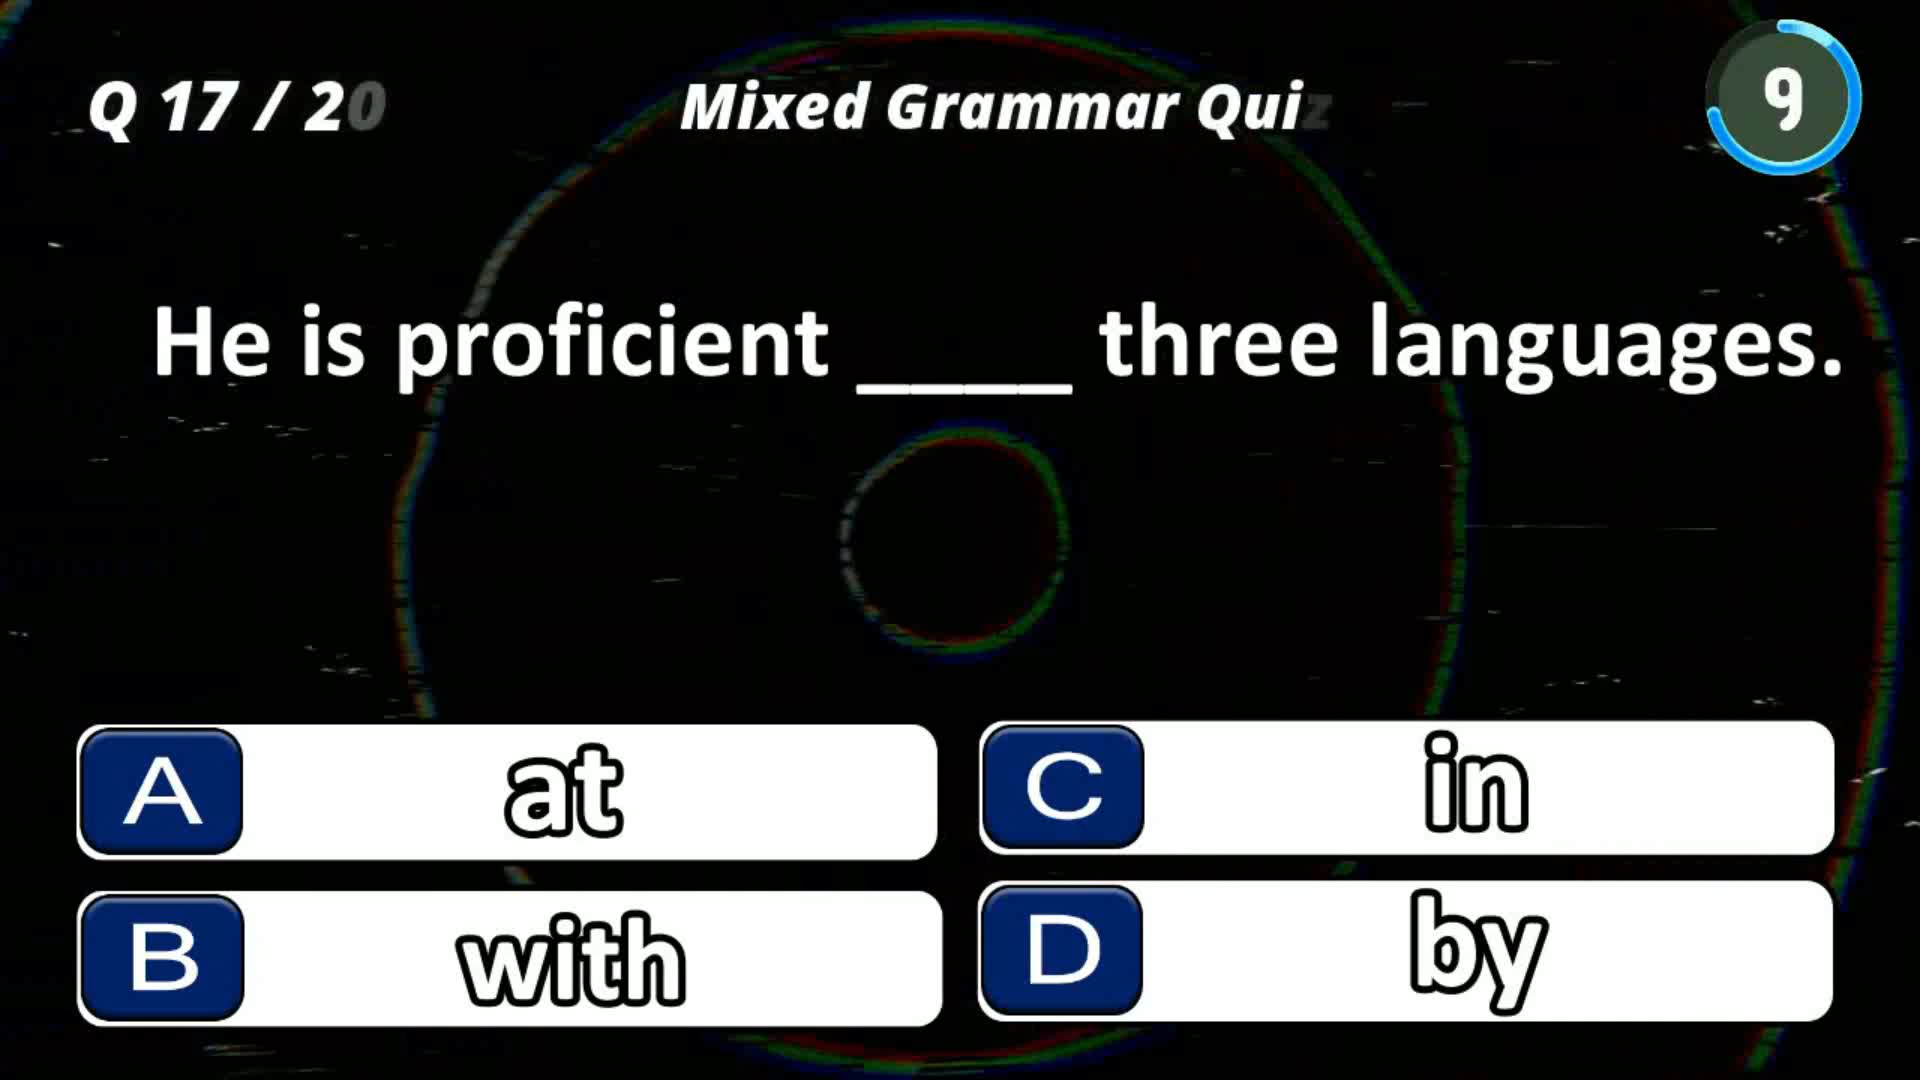 Q 17 / 20
Mixed Grammar Quiz
9
He is proficient ____ three languages.
A at
C in
B with
D by